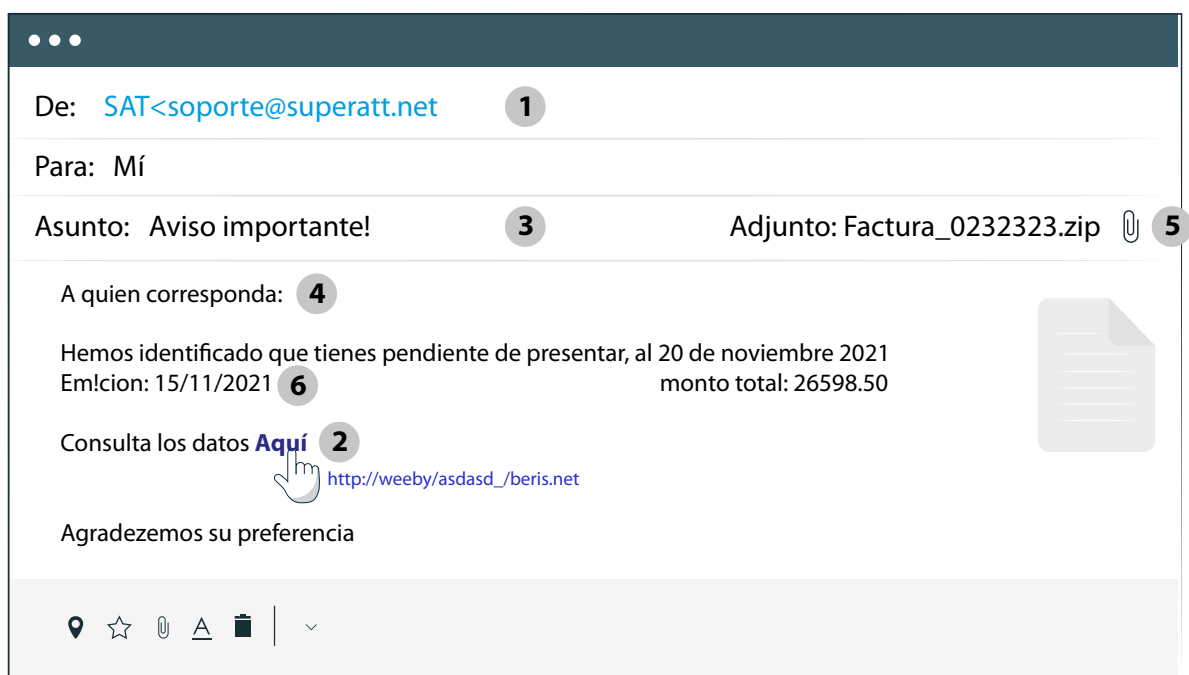 De: SAT<soporte@superatt.net 1
Para: Mí
Asunto: Aviso importante! 3 Adjunto: Factura_0232323.zip 5
A quien corresponda: 4
Hemos identificado que tienes pendiente de presentar, al 20 de noviembre 2021
Em!cion: 15/11/2021 6 monto total: 26598.50
Consulta los datos Aquí 2
http://weeby/asdasd_/beris.net
Agradezemos su preferencia
A